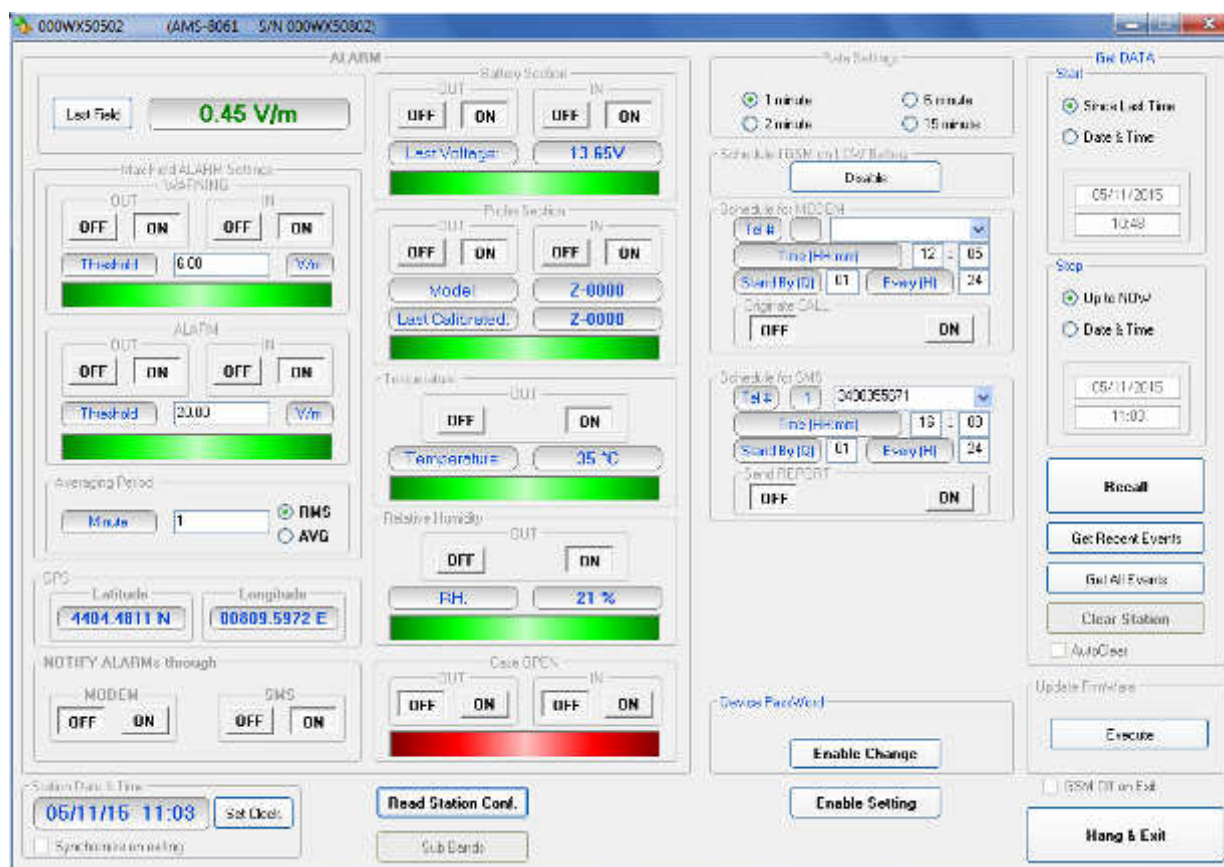 000WX50502 (AMS-8061 S/N 000WX50802)
ALARM
Last Field
0.45 V/m
Max Field ALARM Settings
WARNING
OUT
IN
OFF ON
OFF ON
Threshold 6.00 V/m
ALARM
OUT
IN
OFF ON
OFF ON
Threshold 20.00 V/m
Averaging Period
Minute 1
RMS
AVG
GPS
Latitude
Longitude
4404.4811 N
00809.5972 E
NOTIFY ALARMs through
MODEM
SMS
OFF ON
OFF ON
Station Date & Time
05/11/15 11:03
Set Clock
Battery Section
OUT
IN
OFF ON
OFF ON
Last Voltage: 13.65V
Probe Section
OUT
IN
OFF ON
OFF ON
Model Z-0000
Last Calibrated: Z-0000
Temperature
OUT
OFF ON
Temperature 35 °C
Relative Humidity
OUT
OFF ON
RH. 21 %
Case OPEN
OUT
IN
OFF ON
OFF ON
Read Station Conf.
Sub Bands
Rate Settings
1 minute
6 minute
2 minute
15 minute
Disable
Schedule for MODEM
Tel #
Time (HH:mm) 12 : 05
Stand By (Q) 01 Every (H) 24
Originate CALL
OFF ON
Schedule for SMS
Tel # 1
Time (HH:mm)
Stand By (Q) 01 Every (H) 24
Send REPORT
OFF ON
Device PassWord
Enable Change
Enable Setting
Get DATA
Start
Since Last Time
Date & Time
05/11/2015
10:48
Stop
Up to NOW
Date & Time
05/11/2015
11:03
Recall
Get Recent Events
Get All Events
Clear Station
AutoClear
Update Firmware
Execute
GSM Off on Exit
Hang & Exit